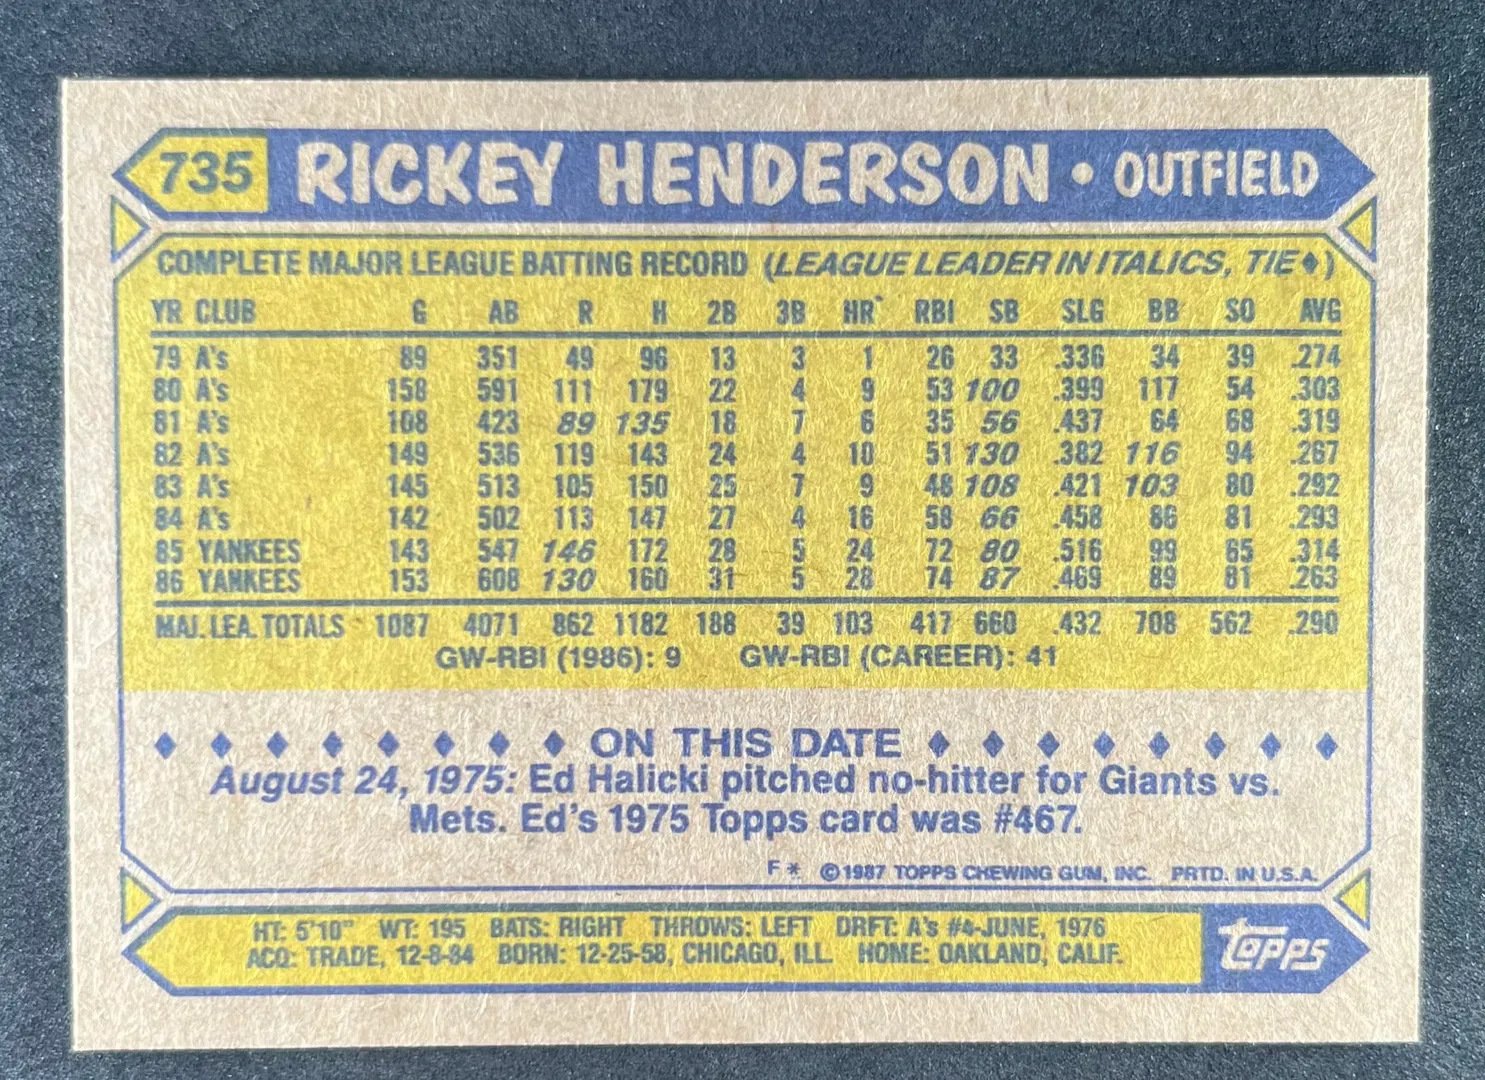 735 RICKEY HENDERSON • OUTFIELD
COMPLETE MAJOR LEAGUE BATTING RECORD (LEAGUE LEADER IN ITALICS, TIE♦)
YR CLUB G AB R H 2B 3B HR RBI SB SLG BB SO AVG
79 A's 89 351 49 96 13 3 1 26 33 .336 34 39 .274
80 A's 158 591 111 179 22 4 9 53 100 .399 117 54 .303
81 A's 108 423 89 135 18 7 6 35 56 .437 64 68 .319
82 A's 149 536 119 143 24 4 10 51 130 .382 116 94 .267
83 A's 145 513 105 150 25 7 9 48 108 .421 103 80 .292
84 A's 142 502 113 147 27 4 16 58 66 .458 86 81 .293
85 YANKEES 143 547 146 172 28 5 24 72 80 .516 99 65 .314
86 YANKEES 153 608 130 160 31 5 28 74 87 .469 89 81 .263
MAJ. LEA. TOTALS 1087 4071 862 1182 188 39 103 417 660 .432 708 562 .290
GW-RBI (1986): 9 GW-RBI (CAREER): 41
♦ ♦ ♦ ♦ ♦ ♦ ♦ ♦ ON THIS DATE ♦ ♦ ♦ ♦ ♦ ♦ ♦ ♦
August 24, 1975: Ed Halicki pitched no-hitter for Giants vs.
Mets. Ed's 1975 Topps card was #467.
F * ©1987 TOPPS CHEWING GUM, INC. PRTD. IN U.S.A.
HT: 5'10" WT: 195 BATS: RIGHT THROWS: LEFT DRFT: A's #4-JUNE, 1976
ACQ: TRADE, 12-8-84 BORN: 12-25-58, CHICAGO, ILL. HOME: OAKLAND, CALIF.
TOPPS